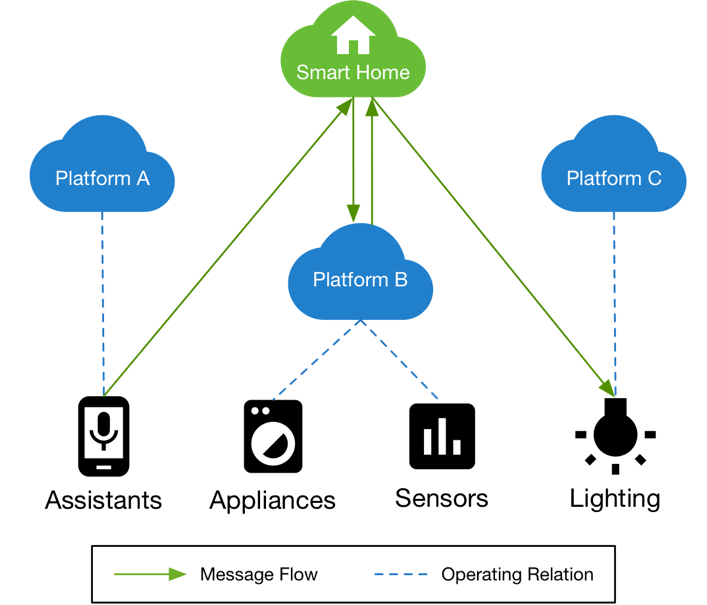 Smart Home
Platform A
Platform C
Platform B
Assistants
Appliances
Sensors
Lighting
Message Flow
Operating Relation